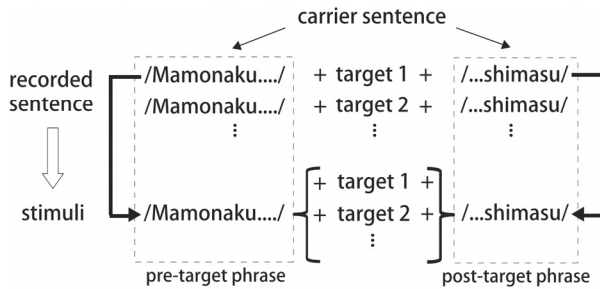 carrier sentence
/Mamonaku..../ + target 1 + /...shimasu/
recorded
sentence
/Mamonaku..../ + target 2 + /...shimasu/
⋮ ⋮ ⋮
+ target 1 +
stimuli /Mamonaku..../ + target 2 + /...shimasu/
⋮
pre-target phrase post-target phrase